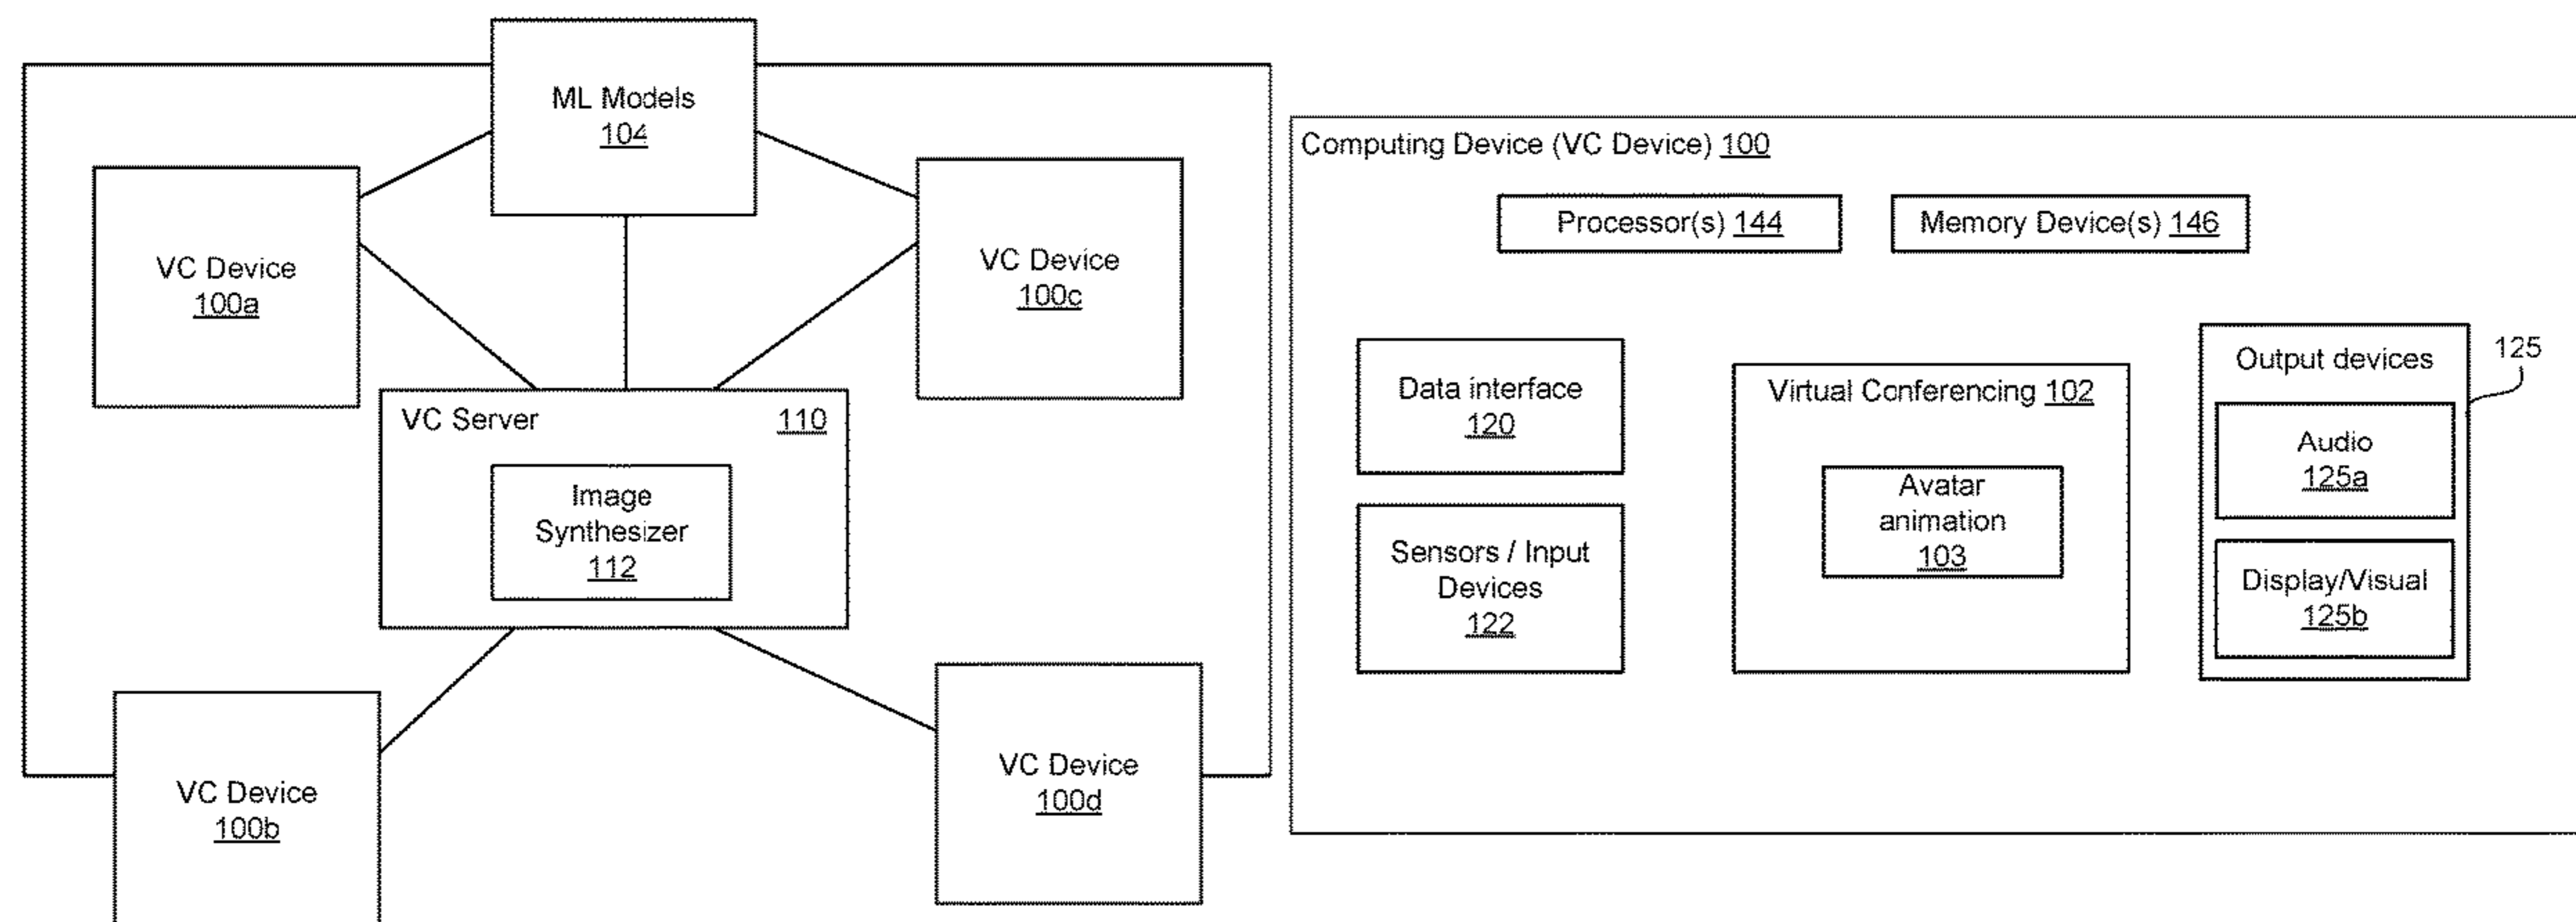 ML Models
104
VC Device
100a
VC Device
100c
VC Server
110
Image
Synthesizer
112
VC Device
100b
VC Device
100d
Computing Device (VC Device) 100
Processor(s) 144
Memory Device(s) 146
Data interface
120
Sensors / Input
Devices
122
Virtual Conferencing 102
Avatar
animation
103
Output devices
125
Audio
125a
Display/Visual
125b